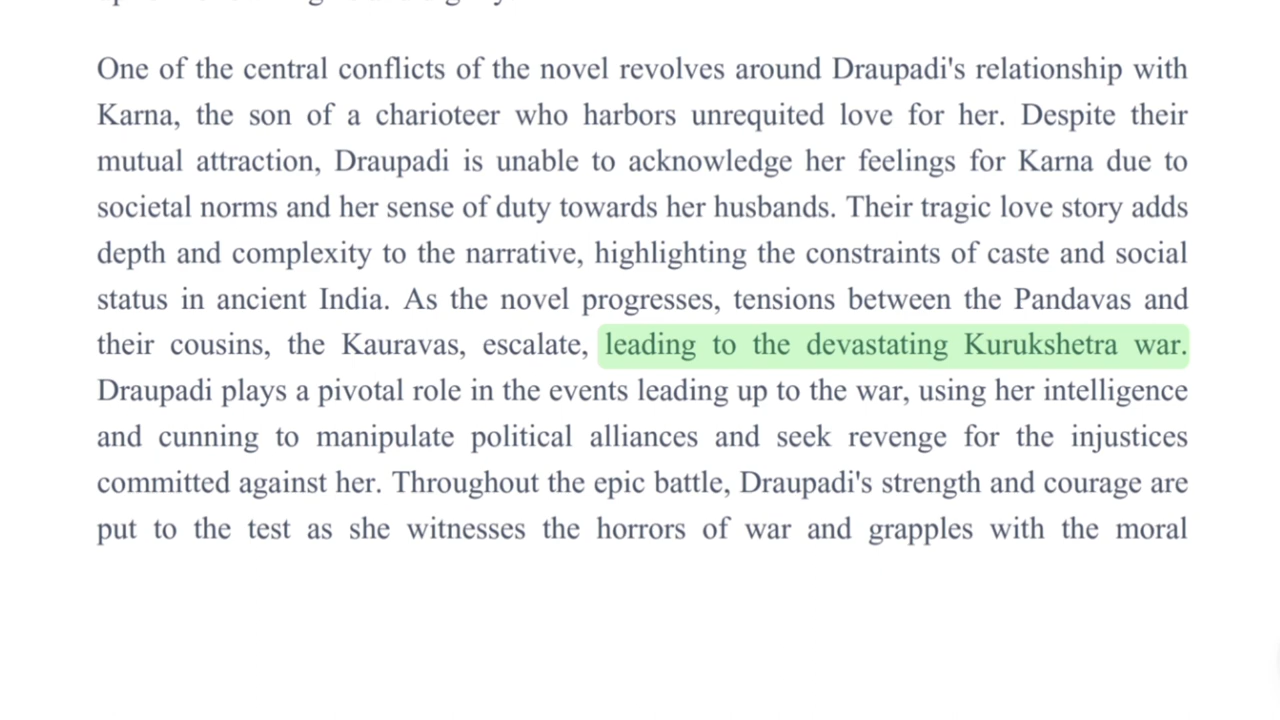 One of the central conflicts of the novel revolves around Draupadi's relationship with
Karna, the son of a charioteer who harbors unrequited love for her. Despite their
mutual attraction, Draupadi is unable to acknowledge her feelings for Karna due to
societal norms and her sense of duty towards her husbands. Their tragic love story adds
depth and complexity to the narrative, highlighting the constraints of caste and social
status in ancient India. As the novel progresses, tensions between the Pandavas and
their cousins, the Kauravas, escalate, leading to the devastating Kurukshetra war.
Draupadi plays a pivotal role in the events leading up to the war, using her intelligence
and cunning to manipulate political alliances and seek revenge for the injustices
committed against her. Throughout the epic battle, Draupadi's strength and courage are
put to the test as she witnesses the horrors of war and grapples with the moral